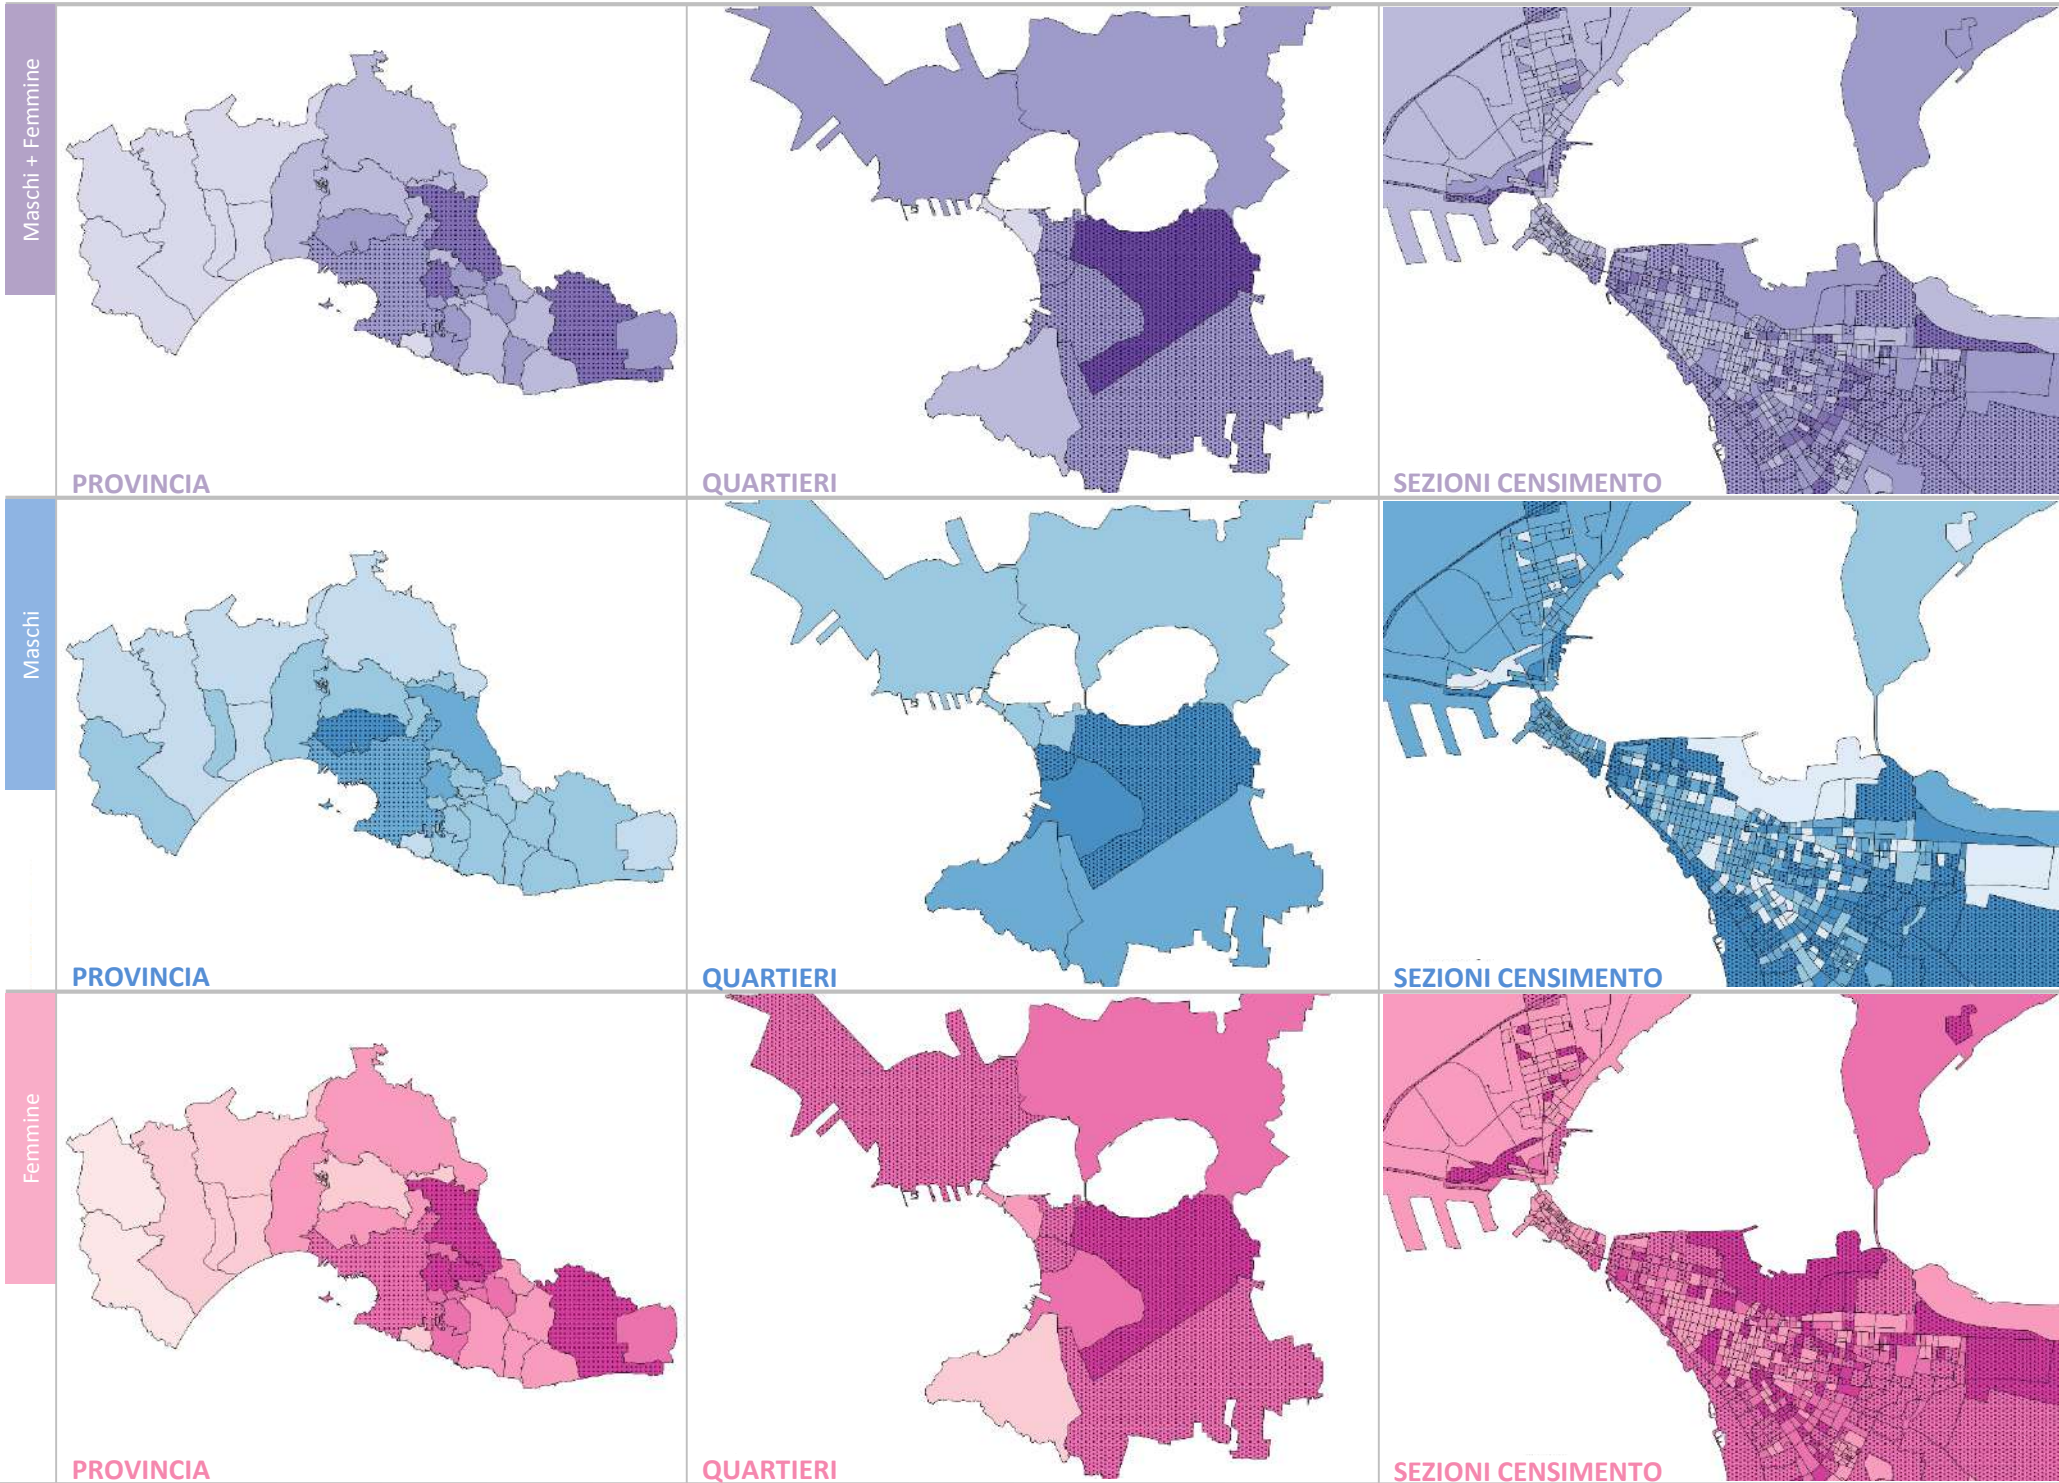 Maschi + Femmine
PROVINCIA
QUARTIERI
SEZIONI CENSIMENTO
Maschi
PROVINCIA
QUARTIERI
SEZIONI CENSIMENTO
Femmine
PROVINCIA
QUARTIERI
SEZIONI CENSIMENTO